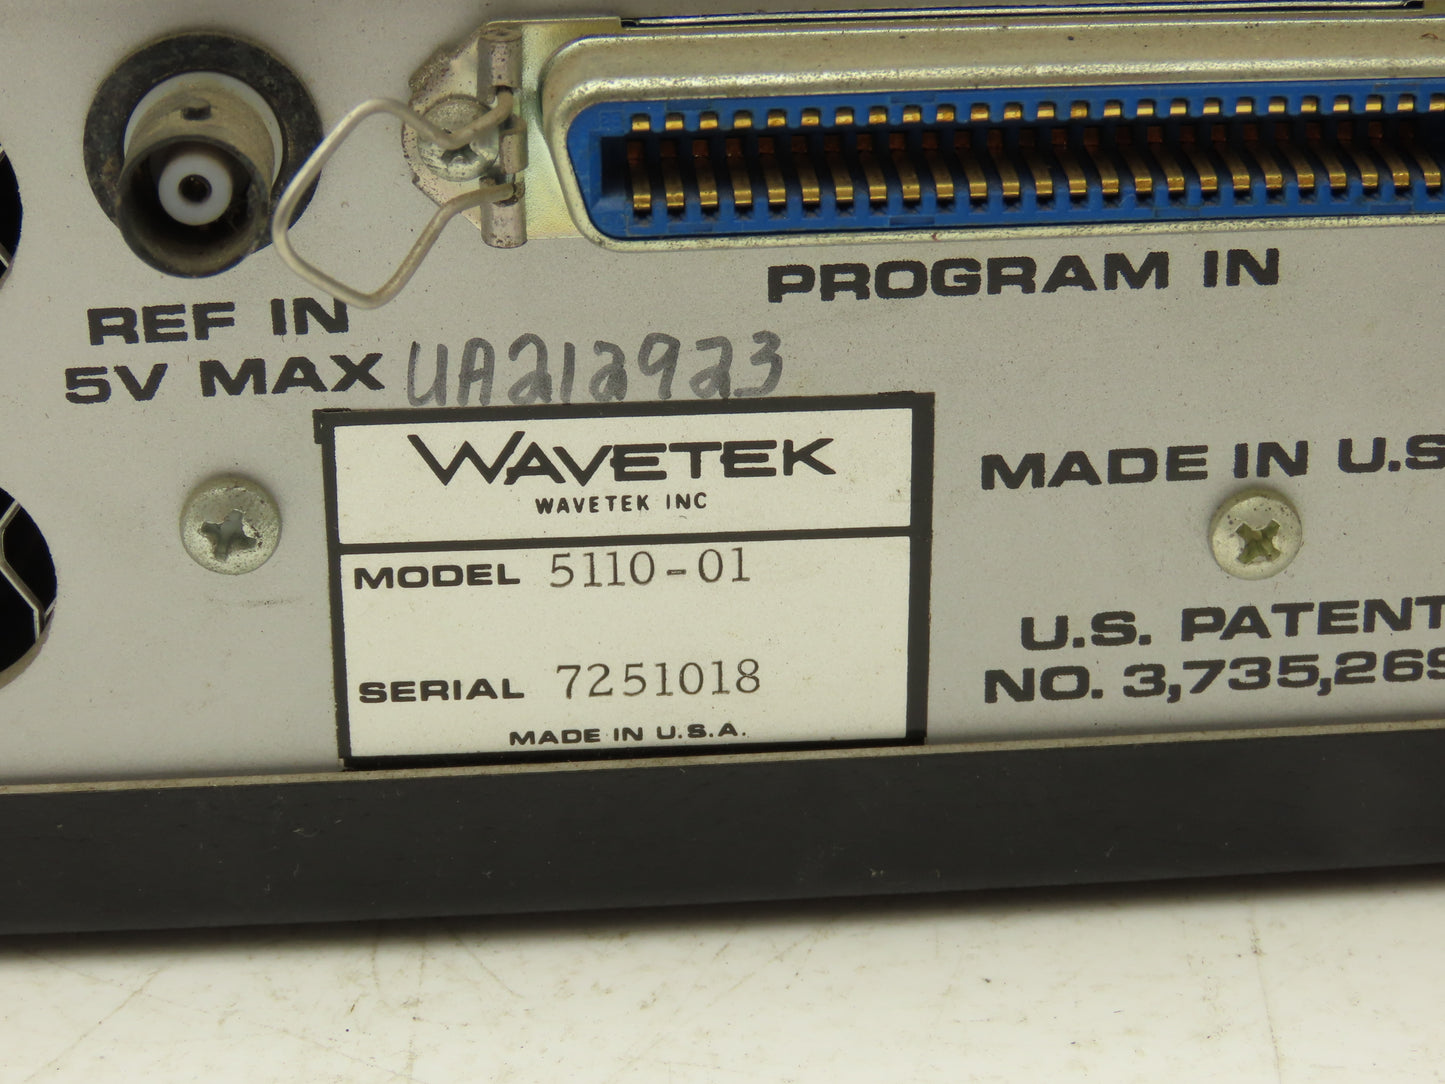 PROGRAM IN
REF IN
5V MAX
UA212923
WAVETEK
WAVETEK INC
MODEL 5110-01
SERIAL 7251018
MADE IN U.S.A.
MADE IN U.S
U.S. PATENT
NO. 3,735,269